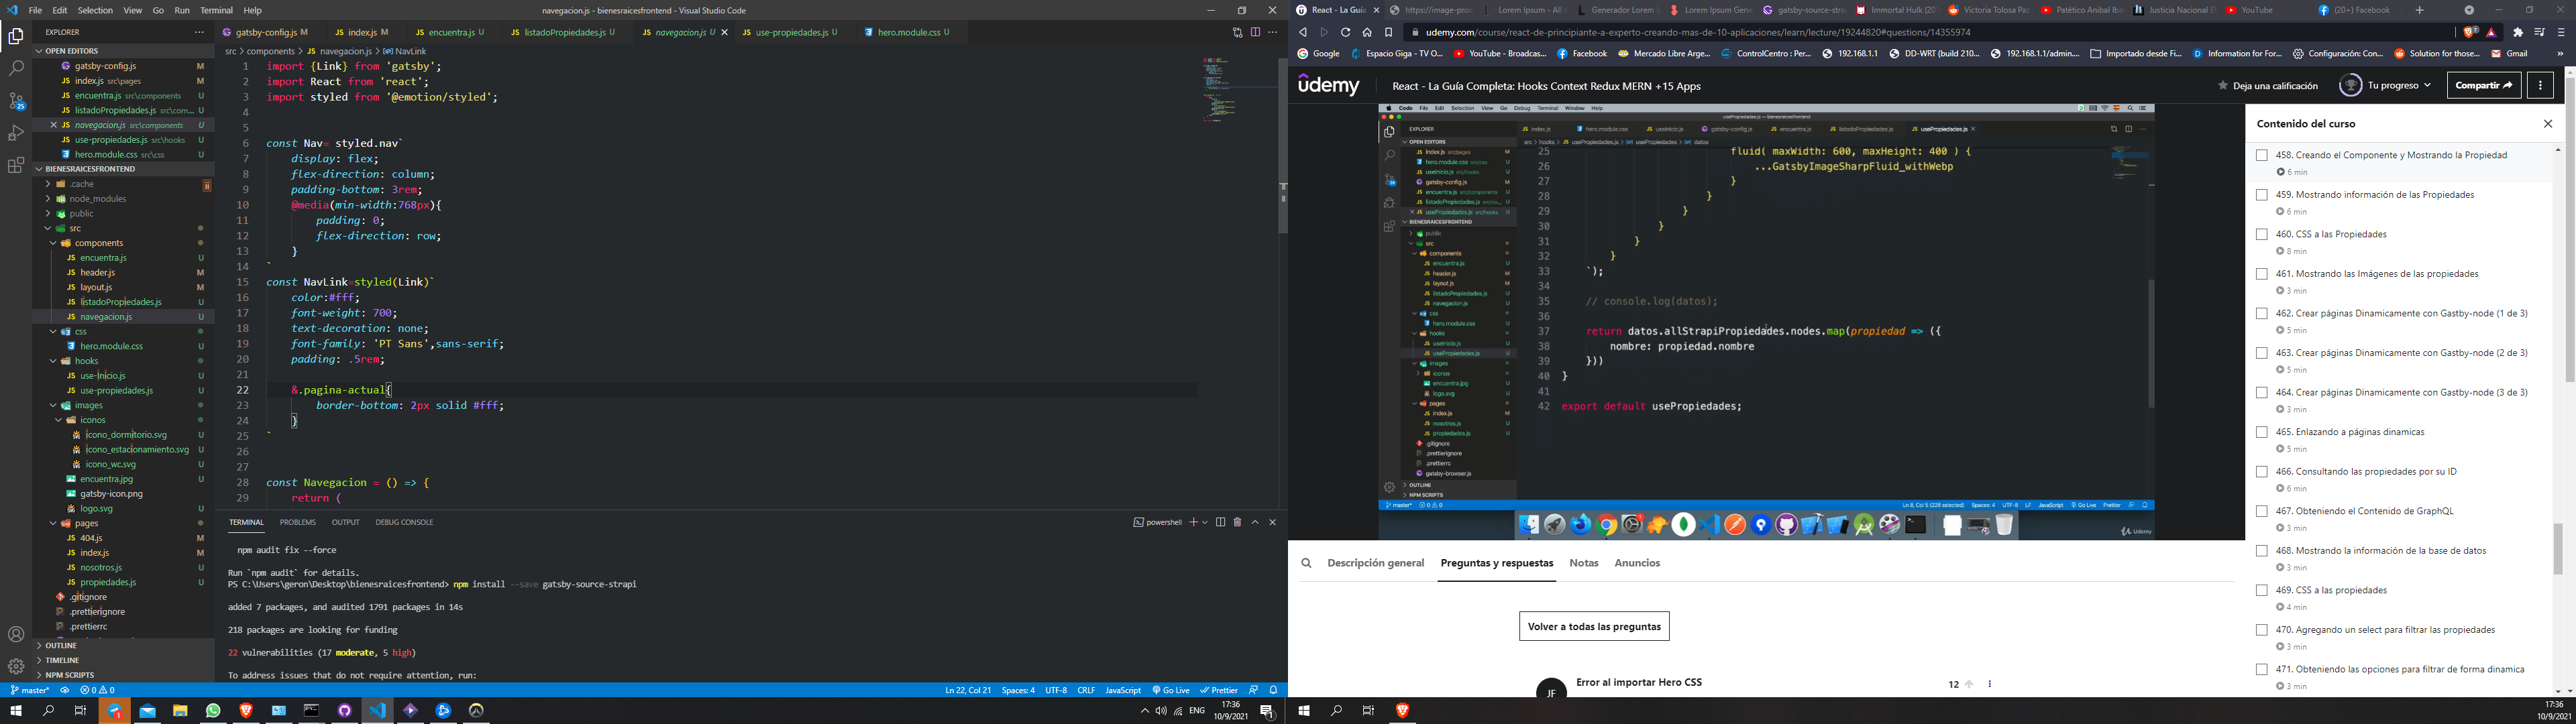 File Edit Selection View Go Run Terminal Help
navegacion.js - bienesraicesfrontend - Visual Studio Code
EXPLORER
OPEN EDITORS
gatsby-config.js M
index.js src\pages M
encuentra.js src\components U
listadoPropiedades.js src\com... U
navegacion.js src\components U
use-propiedades.js src\hooks U
hero.module.css src\css U
BIENESRAICESFRONTEND
.cache
node_modules
public
src
components
encuentra.js U
header.js M
layout.js M
listadoPropiedades.js U
navegacion.js U
css
hero.module.css U
hooks
use-Inicio.js U
use-propiedades.js U
images
iconos
icono_dormitorio.svg U
icono_estacionamiento.svg U
icono_wc.svg U
encuentra.jpg U
gatsby-icon.png
logo.svg U
pages
404.js M
index.js M
nosotros.js U
propiedades.js U
.gitignore
.prettierignore
.prettierrc
OUTLINE
TIMELINE
NPM SCRIPTS
gatsby-config.js M index.js M encuentra.js U listadoPropiedades.js U navegacion.js U use-propiedades.js U hero.module.css U
src > components > navegacion.js > NavLink
1 import {Link} from 'gatsby';
2 import React from 'react';
3 import styled from '@emotion/styled';
4
5
6 const Nav= styled.nav`
7 display: flex;
8 flex-direction: column;
9 padding-bottom: 3rem;
10 @media(min-width:768px){
11 padding: 0;
12 flex-direction: row;
13 }
14 `
15 const NavLink=styled(Link)`
16 color:#fff;
17 font-weight: 700;
18 text-decoration: none;
19 font-family: 'PT Sans',sans-serif;
20 padding: .5rem;
21
22 &.pagina-actual{
23 border-bottom: 2px solid #fff;
24 }
25 `
26
27
28 const Navegacion = () => {
29 return (
TERMINAL PROBLEMS OUTPUT DEBUG CONSOLE
powershell
npm audit fix --force
Run `npm audit` for details.
PS C:\Users\geron\Desktop\bienesraicesfrontend> npm install --save gatsby-source-strapi
added 7 packages, and audited 1791 packages in 14s
218 packages are looking for funding
22 vulnerabilities (17 moderate, 5 high)
To address issues that do not require attention, run:
master* 0 0
Ln 22, Col 21 Spaces: 4 UTF-8 CRLF JavaScript Go Live Prettier
ENG 17:36
10/9/2021
React - La Guía https://image-proc Lorem Ipsum - All t Generador Lorem I Lorem Ipsum Gene gatsby-source-stra Immortal Hulk (201 Victoria Tolosa Paz Patético Anibal Iba Justicia Nacional El YouTube (20+) Facebook
udemy.com/course/react-de-principiante-a-experto-creando-mas-de-10-aplicaciones/learn/lecture/19244820#questions/14355974
Google Espacio Giga - TV O... YouTube - Broadcas... Facebook Mercado Libre Arge... ControlCentro : Per... 192.168.1.1 DD-WRT (build 210... 192.168.1.1/admin.... Importado desde Fi... Information for For... Configuración: Con... Solution for those... Gmail
udemy
React - La Guía Completa: Hooks Context Redux MERN +15 Apps
Deja una calificación
Tu progreso
Compartir
Code File Edit Selection View Go Debug Terminal Window Help
usePropiedades.js — bienesraicesfrontend
EXPLORER
OPEN EDITORS
BIENESRAICESFRONTEND
25 fluid( maxWidth: 600, maxHeight: 400 ) {
26 ...GatsbyImageSharpFluid_withWebp
27 }
28 }
29 }
30 }
31 }
32 }
33 `);
34
35 // console.log(datos);
36
37 return datos.allStrapiPropiedades.nodes.map(propiedad => ({
38 nombre: propiedad.nombre
39 }))
40 }
41
42 export default usePropiedades;
OUTLINE
NPM SCRIPTS
Udemy
Contenido del curso
458. Creando el Componente y Mostrando la Propiedad
6 min
459. Mostrando información de las Propiedades
6 min
460. CSS a las Propiedades
8 min
461. Mostrando las Imágenes de las propiedades
3 min
462. Crear páginas Dinamicamente con Gastby-node (1 de 3)
5 min
463. Crear páginas Dinamicamente con Gastby-node (2 de 3)
5 min
464. Crear páginas Dinamicamente con Gastby-node (3 de 3)
3 min
465. Enlazando a páginas dinamicas
5 min
466. Consultando las propiedades por su ID
6 min
467. Obteniendo el Contenido de GraphQL
3 min
468. Mostrando la información de la base de datos
3 min
469. CSS a las propiedades
4 min
470. Agregando un select para filtrar las propiedades
3 min
471. Obteniendo las opciones para filtrar de forma dinamica
3 min
Descripción general Preguntas y respuestas Notas Anuncios
Volver a todas las preguntas
JF
Error al importar Hero CSS
12
17:36
10/9/2021